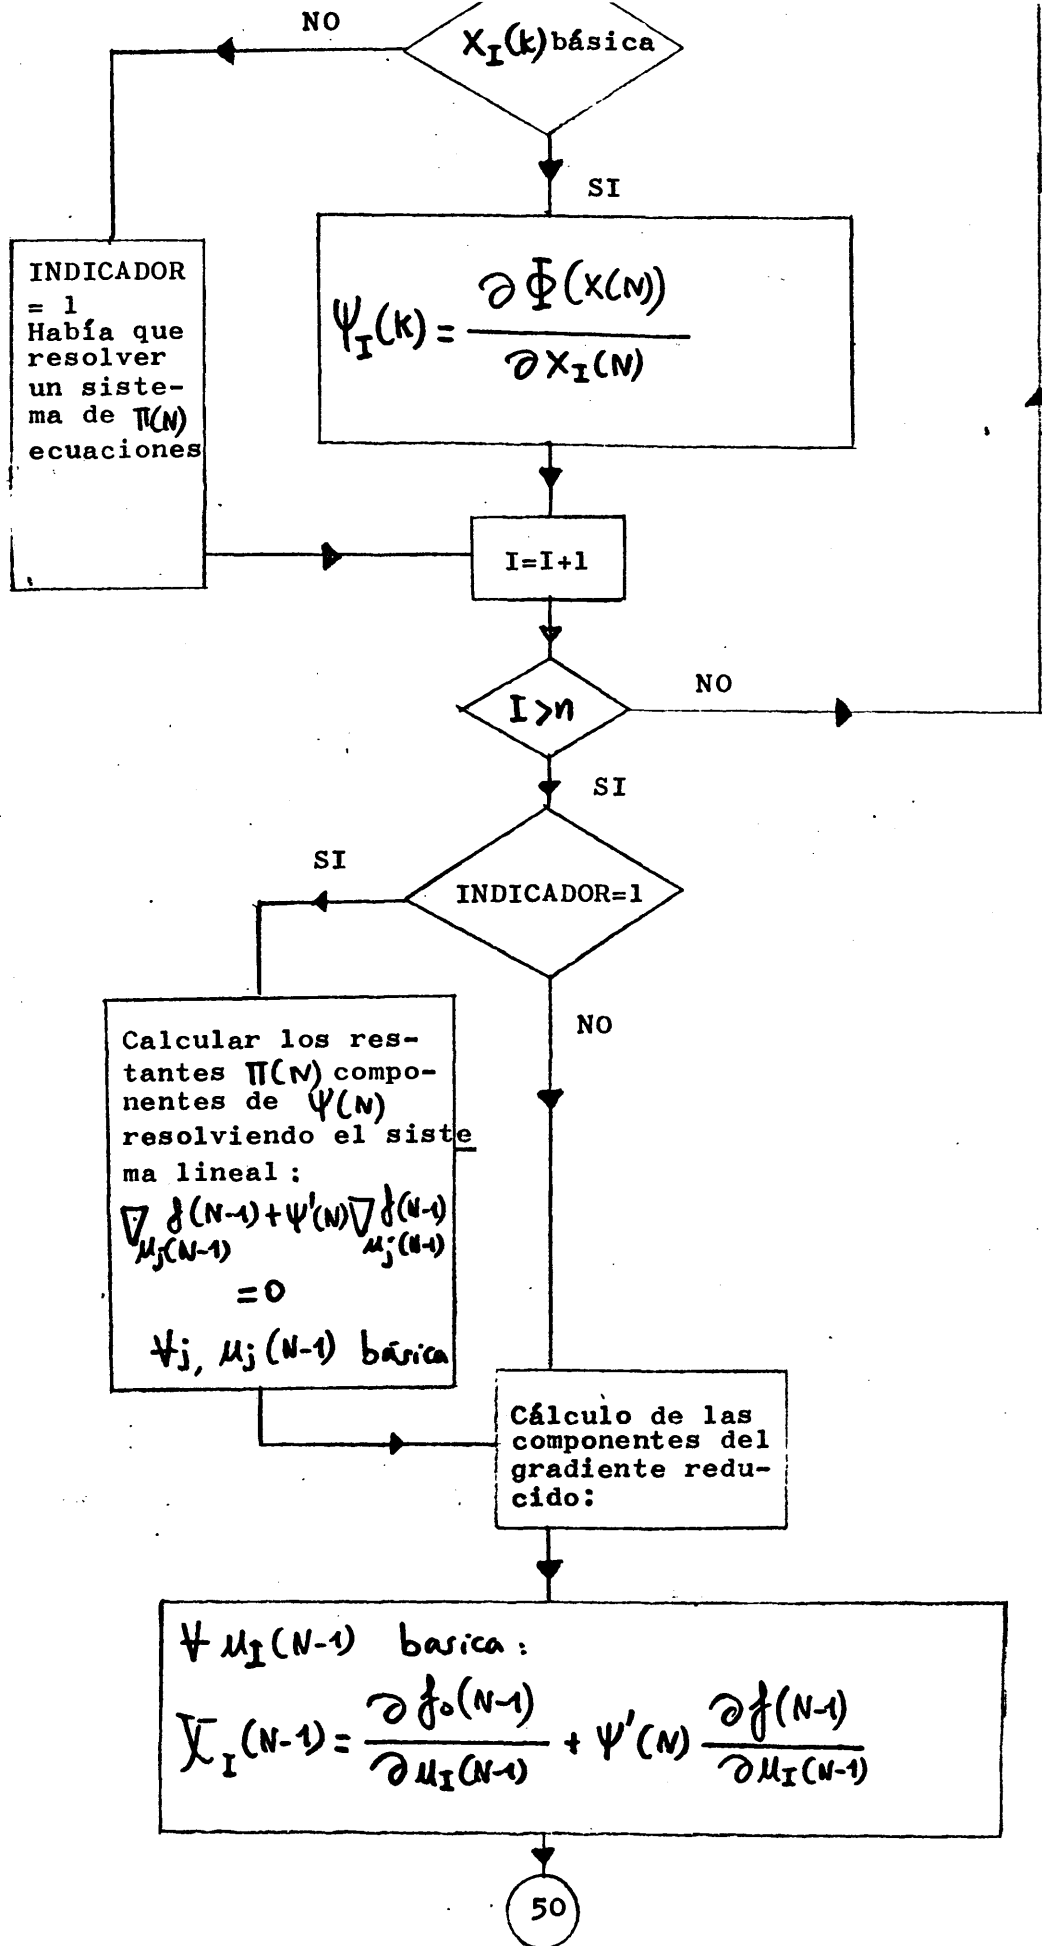 NO
X_I(k) básica
SI
INDICADOR
= 1
Había que
resolver
un siste-
ma de Π(N)
ecuaciones
Ψ_I(k) = ∂Φ(X(N)) / ∂X_I(N)
I=I+1
I>n
NO
SI
INDICADOR=1
SI
NO
Calcular los res-
tantes Π(N) compo-
nentes de Ψ(N)
resolviendo el siste
ma lineal:
∇_{μj(N-1)} f(N-1) + Ψ'(N) ∇_{μj(N-1)} f(N-1)
= 0
∀j, μj(N-1) básica
Cálculo de las
componentes del
gradiente redu-
cido:
∀ μ_I(N-1) basica:
_I(N-1) = ∂f₀(N-1) / ∂μ_I(N-1) + Ψ'(N) ∂f(N-1) / ∂μ_I(N-1)
50